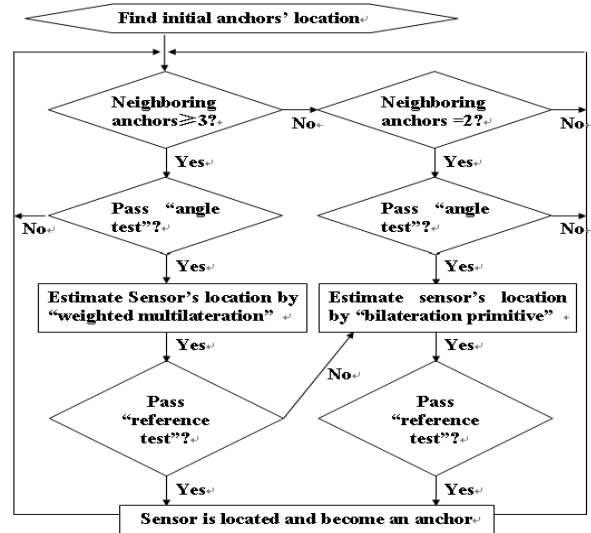 Find initial anchors' location
Neighboring
anchors≥3?
No
Neighboring
anchors =2?
No
Yes
Yes
Pass "angle
test"?
No
Pass "angle
test"?
No
Yes
Yes
Estimate Sensor's location by
"weighted multilateration"
Estimate sensor's location
by "bilateration primitive"
Yes
Yes
No
Pass
"reference
test"?
Pass
"reference
test"?
Yes
Yes
Sensor is located and become an anchor